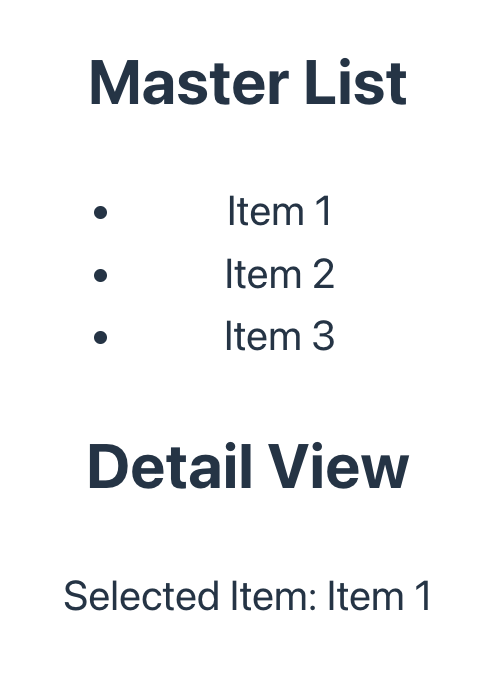 Master List
• Item 1
• Item 2
• Item 3
Detail View
Selected Item: Item 1